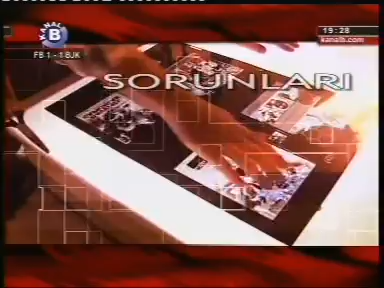 KANAL B
19:28
kanalb.com
FB 1 - 1 BJK
SORUNLARI